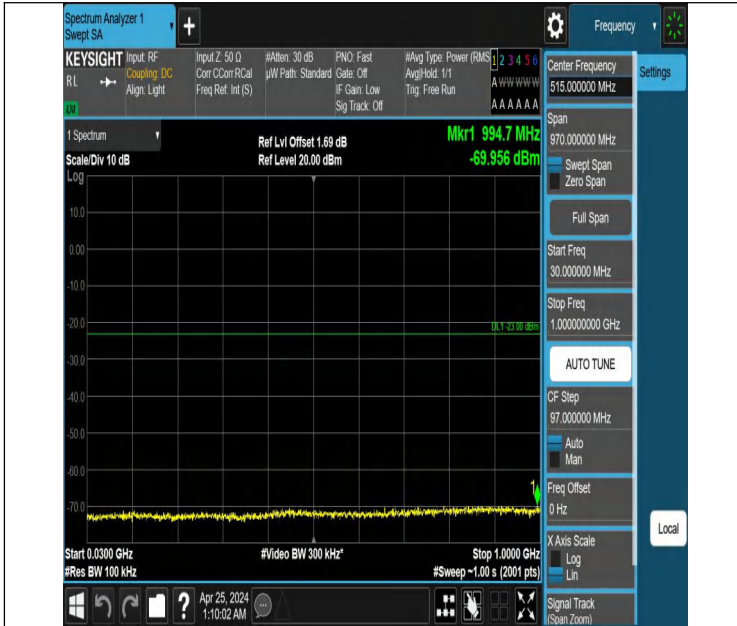 Spectrum Analyzer 1
Swept SA
+
Frequency
KEYSIGHT
RL
Input: RF
Coupling: DC
Align: Light
Input Z: 50 Ω
Corr CCorr RCal
Freq Ref: Int (S)
#Atten: 30 dB
µW Path: Standard
PNO: Fast
Gate: Off
IF Gain: Low
Sig Track: Off
#Avg Type: Power (RMS
Avg|Hold: 1/1
Trig: Free Run
1 2 3 4 5 6
A W W W W W
A A A A A A
LXI
1 Spectrum
Scale/Div 10 dB
Ref Lvl Offset 1.69 dB
Ref Level 20.00 dBm
Mkr1 994.7 MHz
-69.956 dBm
Log
10.0
0.00
-10.0
-20.0
DL1 -23.00 dBm
-30.0
-40.0
-50.0
-60.0
1
-70.0
Start 0.0300 GHz
#Res BW 100 kHz
#Video BW 300 kHz*
Stop 1.0000 GHz
#Sweep ~1.00 s (2001 pts)
?
Apr 25, 2024
1:10:02 AM
Center Frequency
515.000000 MHz
Span
970.000000 MHz
Swept Span
Zero Span
Full Span
Start Freq
30.000000 MHz
Stop Freq
1.000000000 GHz
AUTO TUNE
CF Step
97.000000 MHz
Auto
Man
Freq Offset
0 Hz
X Axis Scale
Log
Lin
Signal Track
(Span Zoom)
Settings
Local